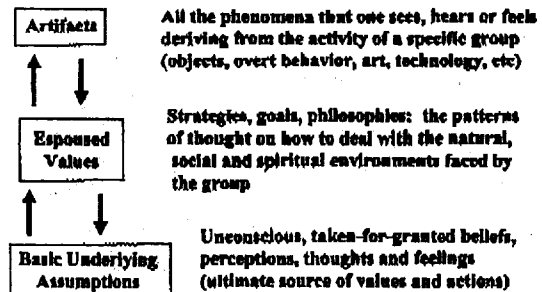 Artifacts
All the phenomena that one sees, hears or feels
deriving from the activity of a specific group
(objects, overt behavior, art, technology, etc)
Espoused
Values
Strategies, goals, philosophies: the patterns
of thought on how to deal with the natural,
social and spiritual environments faced by
the group
Basic Underlying
Assumptions
Unconscious, taken-for-granted beliefs,
perceptions, thoughts and feelings
(ultimate source of values and actions)